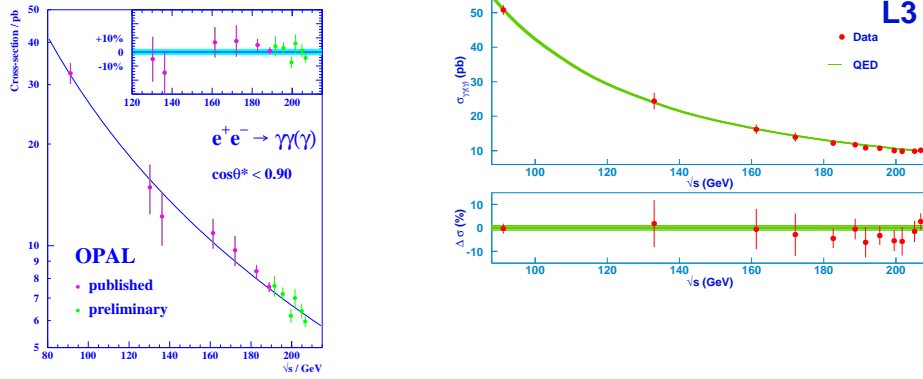 Cross-section / pb
50
40
30
20
10
9
8
7
6
5
+10%
0
-10%
120 140 160 180 200
e⁺e⁻ → γγ(γ)
cosθ* < 0.90
OPAL
published
preliminary
80 100 120 140 160 180 200
√s / GeV
L3
Data
QED
σγγ(γ) (pb)
50
40
30
20
10
100 120 140 160 180 200
√s (GeV)
Δ σ (%)
10
0
-10
100 120 140 160 180 200
√s (GeV)